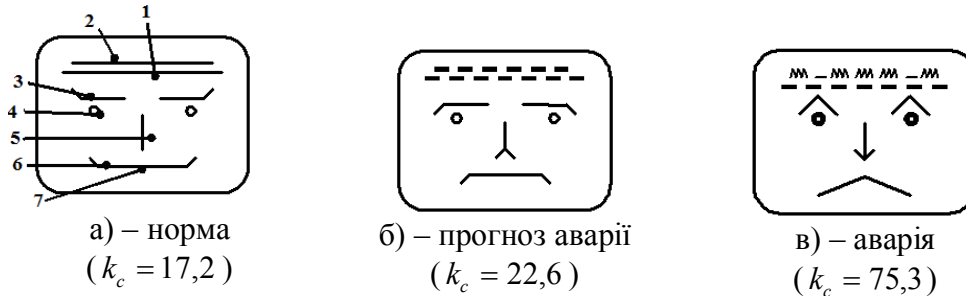 1
2
3
4
5
6
7
а) – норма
(k_c = 17,2)
б) – прогноз аварії
(k_c = 22,6)
в) – аварія
(k_c = 75,3)